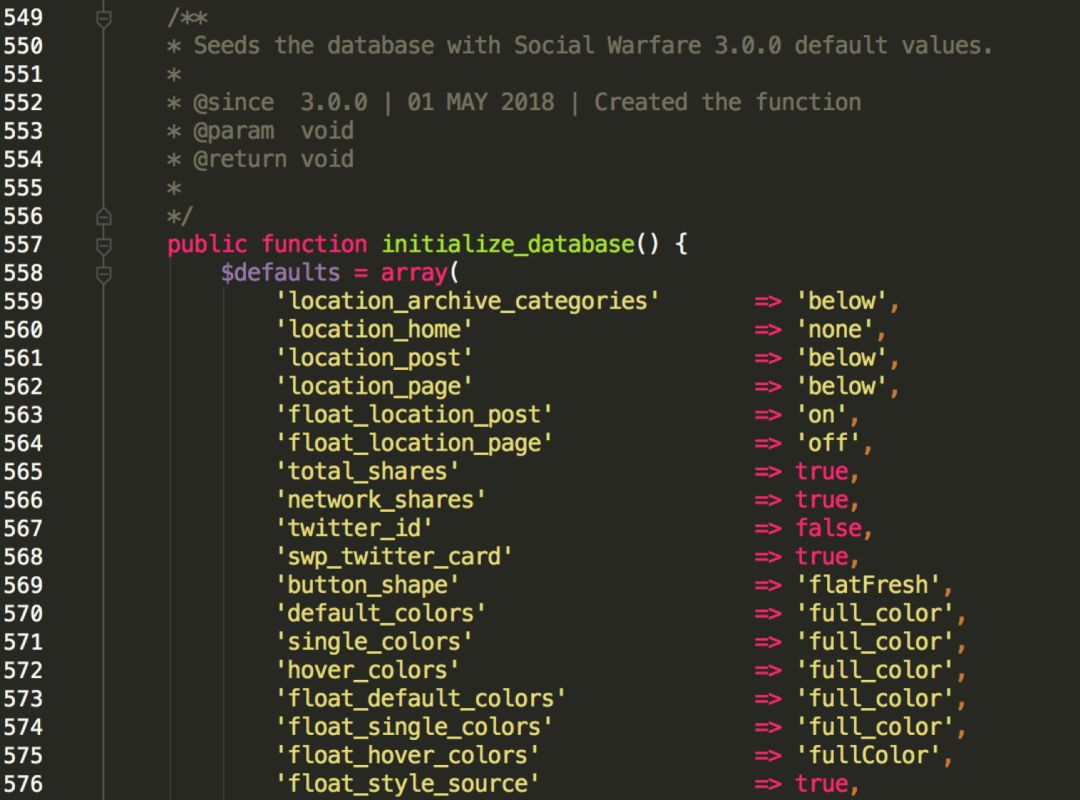 549 /**
550 * Seeds the database with Social Warfare 3.0.0 default values.
551 *
552 * @since  3.0.0 | 01 MAY 2018 | Created the function
553 * @param  void
554 * @return void
555 *
556 */
557 public function initialize_database() {
558     $defaults = array(
559         'location_archive_categories'       => 'below',
560         'location_home'                     => 'none',
561         'location_post'                     => 'below',
562         'location_page'                     => 'below',
563         'float_location_post'               => 'on',
564         'float_location_page'               => 'off',
565         'total_shares'                      => true,
566         'network_shares'                    => true,
567         'twitter_id'                        => false,
568         'swp_twitter_card'                  => true,
569         'button_shape'                      => 'flatFresh',
570         'default_colors'                    => 'full_color',
571         'single_colors'                     => 'full_color',
572         'hover_colors'                      => 'full_color',
573         'float_default_colors'              => 'full_color',
574         'float_single_colors'               => 'full_color',
575         'float_hover_colors'                => 'fullColor',
576         'float_style_source'                => true,